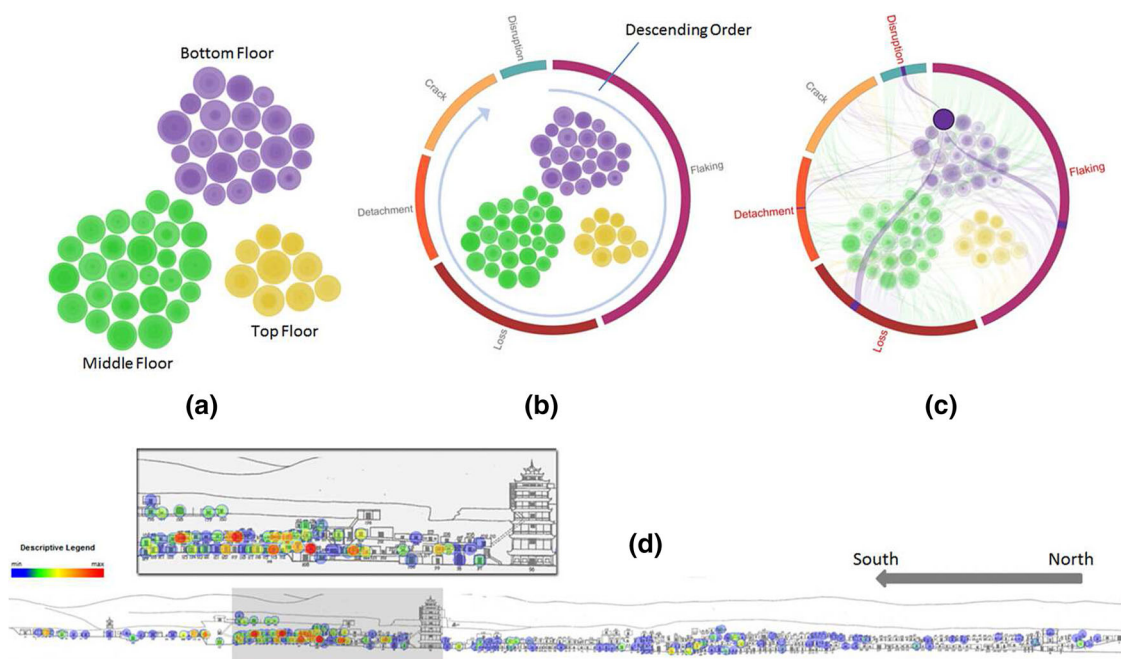 Bottom Floor
Middle Floor
Top Floor
(a)
Descending Order
Disruption
Crack
Detachment
Loss
Flaking
(b)
Disruption
Crack
Detachment
Loss
Flaking
(c)
Descriptive Legend
min
max
(d)
South
North